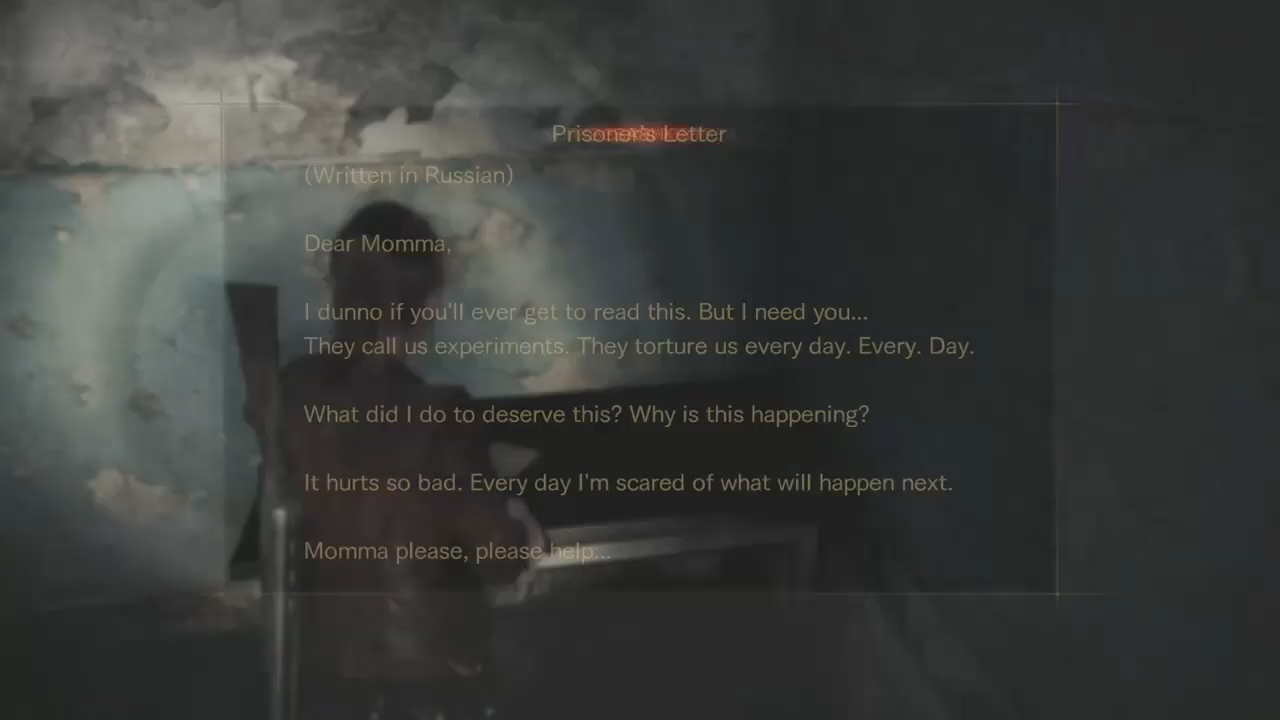 Prisoner's Letter
(Written in Russian)
Dear Momma,
I dunno if you'll ever get to read this. But I need you...
They call us experiments. They torture us every day. Every. Day.
What did I do to deserve this? Why is this happening?
It hurts so bad. Every day I'm scared of what will happen next.
Momma please, please help...